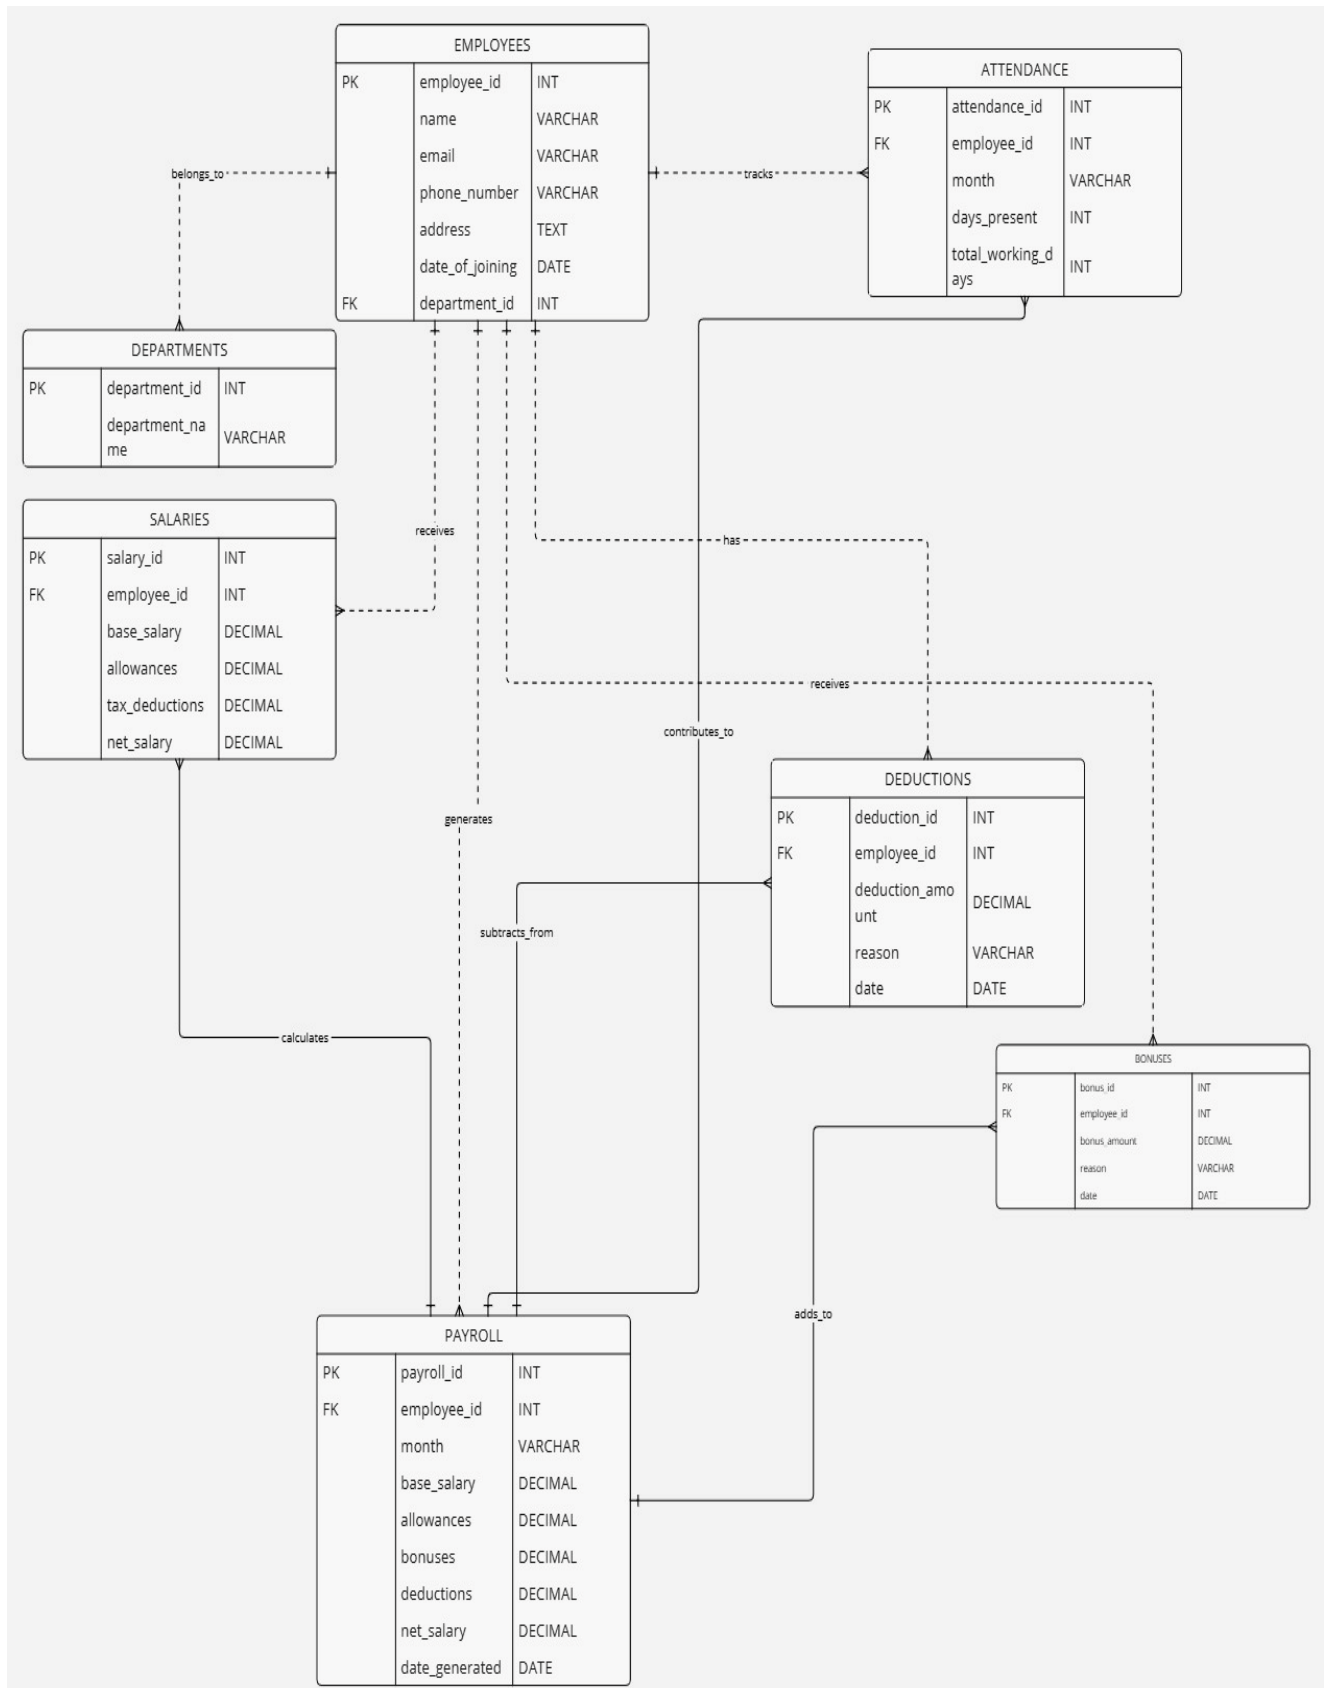 EMPLOYEES
PK employee_id INT
name VARCHAR
email VARCHAR
phone_number VARCHAR
address TEXT
date_of_joining DATE
FK department_id INT
ATTENDANCE
PK attendance_id INT
FK employee_id INT
month VARCHAR
days_present INT
total_working_d
ays INT
belongs_to
tracks
DEPARTMENTS
PK department_id INT
department_na
me VARCHAR
SALARIES
PK salary_id INT
FK employee_id INT
base_salary DECIMAL
allowances DECIMAL
tax_deductions DECIMAL
net_salary DECIMAL
receives
has
receives
contributes_to
generates
DEDUCTIONS
PK deduction_id INT
FK employee_id INT
deduction_amo
unt DECIMAL
reason VARCHAR
date DATE
subtracts_from
calculates
BONUSES
PK bonus_id INT
FK employee_id INT
bonus_amount DECIMAL
reason VARCHAR
date DATE
adds_to
PAYROLL
PK payroll_id INT
FK employee_id INT
month VARCHAR
base_salary DECIMAL
allowances DECIMAL
bonuses DECIMAL
deductions DECIMAL
net_salary DECIMAL
date_generated DATE